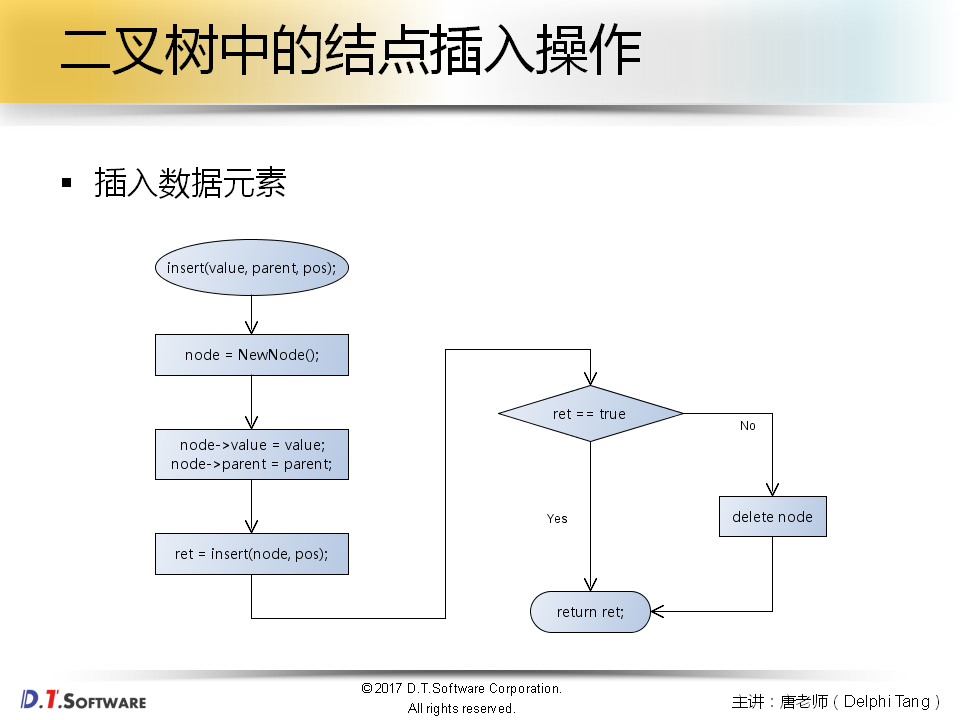 二叉树中的结点插入操作
▪ 插入数据元素
insert(value, parent, pos);
node = NewNode();
node->value = value;
node->parent = parent;
ret = insert(node, pos);
ret == true
No
Yes
delete node
return ret;
D.T.SOFTWARE
©2017 D.T.Software Corporation.
All rights reserved.
主讲：唐老师（Delphi Tang）